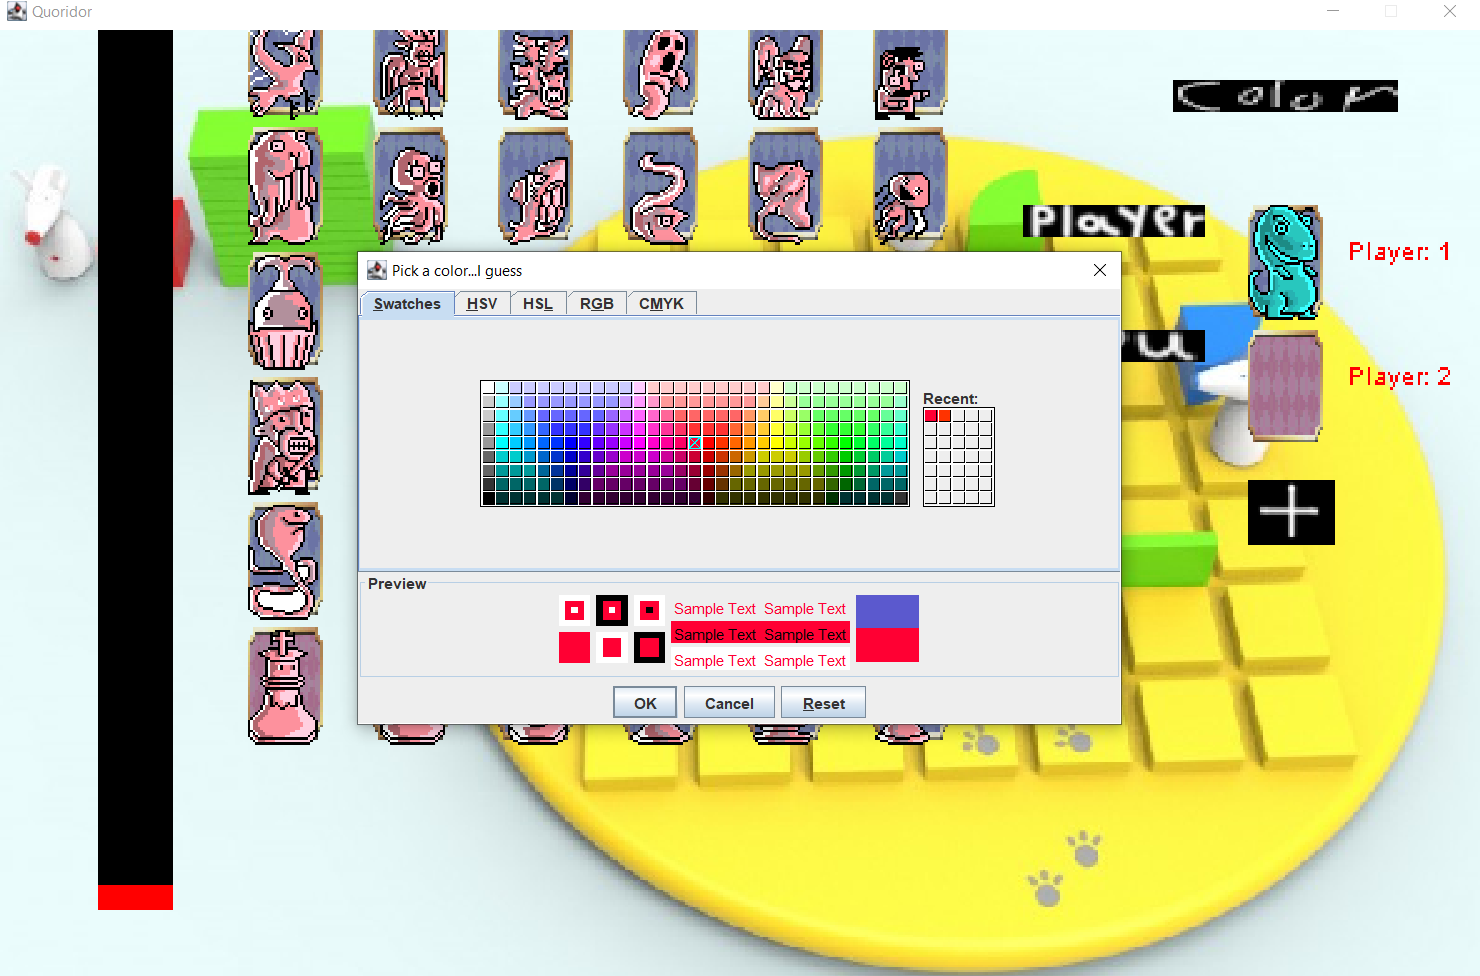 Quoridor
Color
Player
Player: 1
Pick a color...I guess
Swatches HSV HSL RGB CMYK
u
Player: 2
Recent:
Preview
Sample Text Sample Text
Sample Text Sample Text
Sample Text Sample Text
OK Cancel Reset